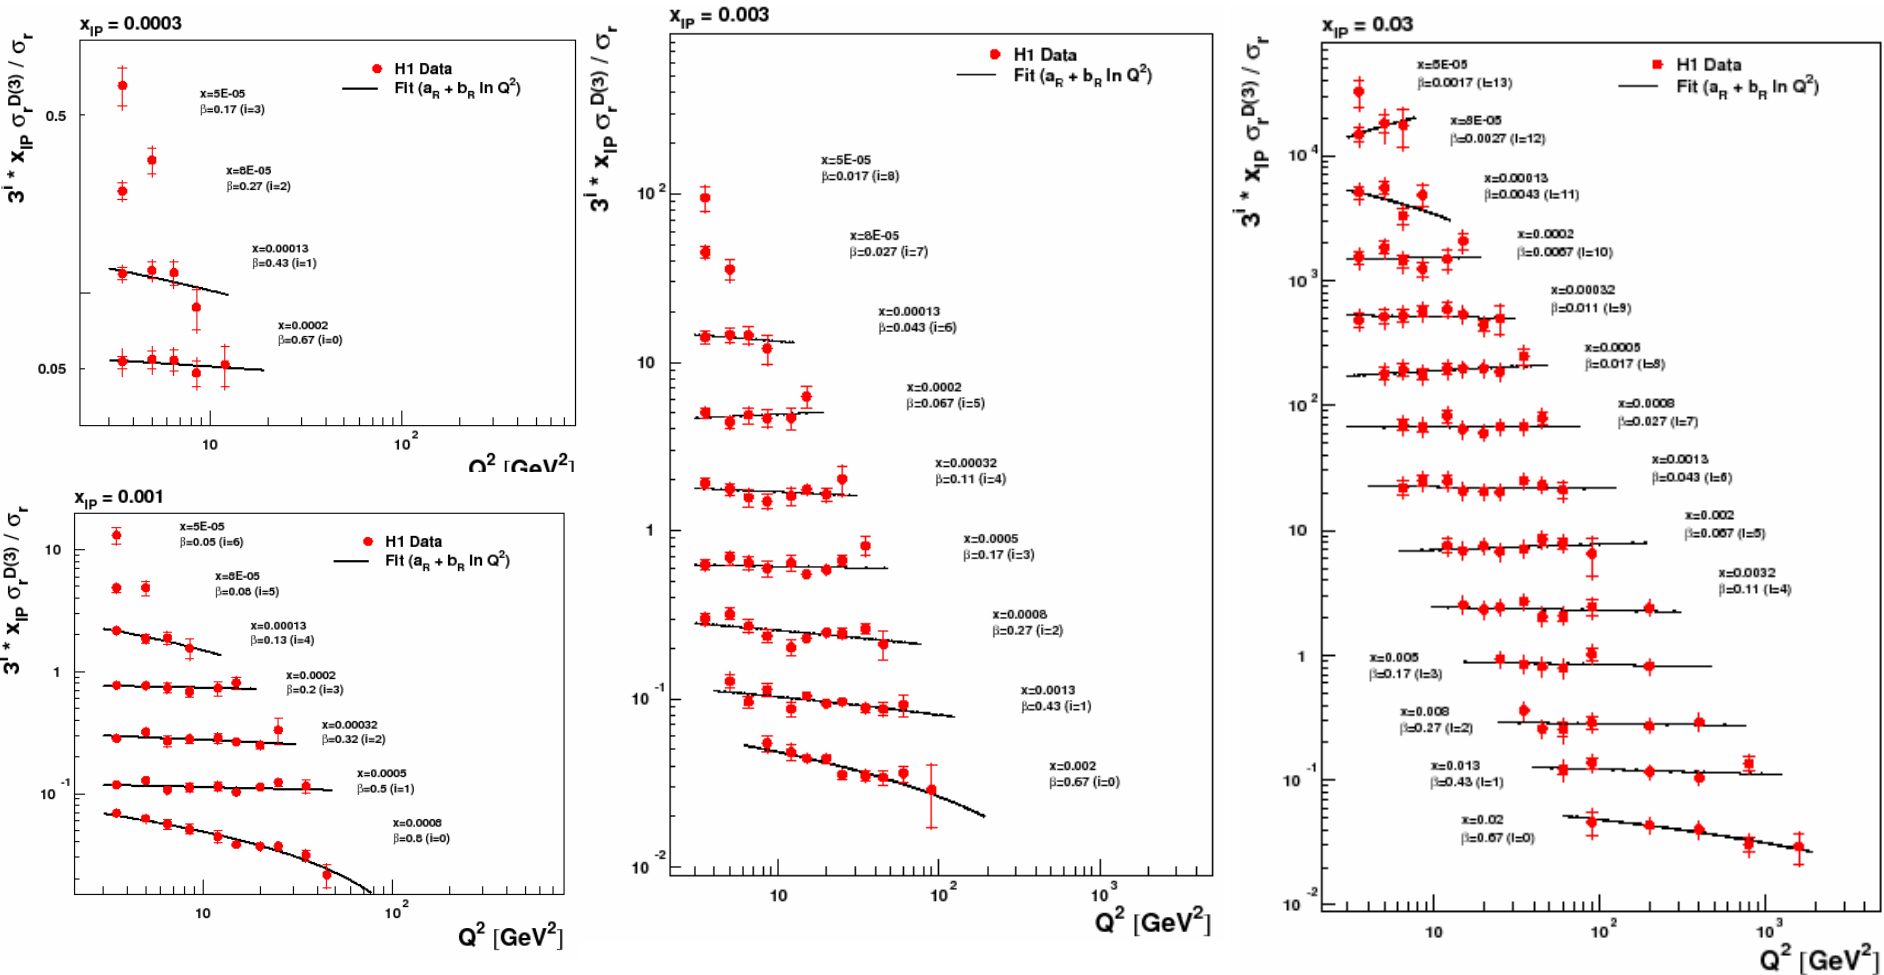 x_IP = 0.0003
3^i * x_IP σ_r^D(3) / σ_r
H1 Data
Fit (a_R + b_R ln Q²)
x=5E-05
β=0.17 (i=3)
0.5
x=8E-05
β=0.27 (i=2)
x=0.00013
β=0.43 (i=1)
x=0.0002
β=0.67 (i=0)
0.05
10
10²
Q² [GeV²]
x_IP = 0.001
3^i * x_IP σ_r^D(3) / σ_r
H1 Data
Fit (a_R + b_R ln Q²)
x=5E-05
β=0.05 (i=6)
10
x=8E-05
β=0.08 (i=5)
x=0.00013
β=0.13 (i=4)
1
x=0.0002
β=0.2 (i=3)
x=0.00032
β=0.32 (i=2)
x=0.0005
β=0.5 (i=1)
10⁻¹
x=0.0008
β=0.8 (i=0)
10
10²
Q² [GeV²]
x_IP = 0.003
3^i * x_IP σ_r^D(3) / σ_r
H1 Data
Fit (a_R + b_R ln Q²)
x=5E-05
β=0.017 (i=8)
10²
x=8E-05
β=0.027 (i=7)
x=0.00013
β=0.043 (i=6)
10
x=0.0002
β=0.067 (i=5)
x=0.00032
β=0.11 (i=4)
1
x=0.0005
β=0.17 (i=3)
x=0.0008
β=0.27 (i=2)
10⁻¹
x=0.0013
β=0.43 (i=1)
x=0.002
β=0.67 (i=0)
10⁻²
10
10²
10³
Q² [GeV²]
x_IP = 0.03
3^i * x_IP σ_r^D(3) / σ_r
H1 Data
Fit (a_R + b_R ln Q²)
x=5E-05
β=0.0017 (i=13)
x=8E-05
β=0.0027 (i=12)
10⁴
x=0.00013
β=0.0043 (i=11)
x=0.0002
β=0.0067 (i=10)
10³
x=0.00032
β=0.011 (i=9)
x=0.0005
β=0.017 (i=8)
10²
x=0.0008
β=0.027 (i=7)
x=0.0013
β=0.043 (i=6)
10
x=0.002
β=0.067 (i=5)
x=0.0032
β=0.11 (i=4)
1
x=0.005
β=0.17 (i=3)
x=0.008
β=0.27 (i=2)
10⁻¹
x=0.013
β=0.43 (i=1)
x=0.02
β=0.67 (i=0)
10⁻²
10
10²
10³
Q² [GeV²]